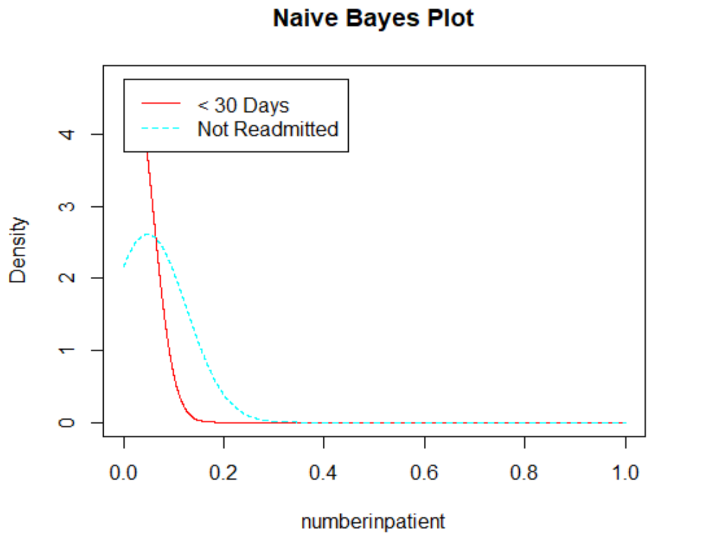 Naive Bayes Plot
< 30 Days
Not Readmitted
4
3
2
1
0
Density
0.0 0.2 0.4 0.6 0.8 1.0
numberinpatient